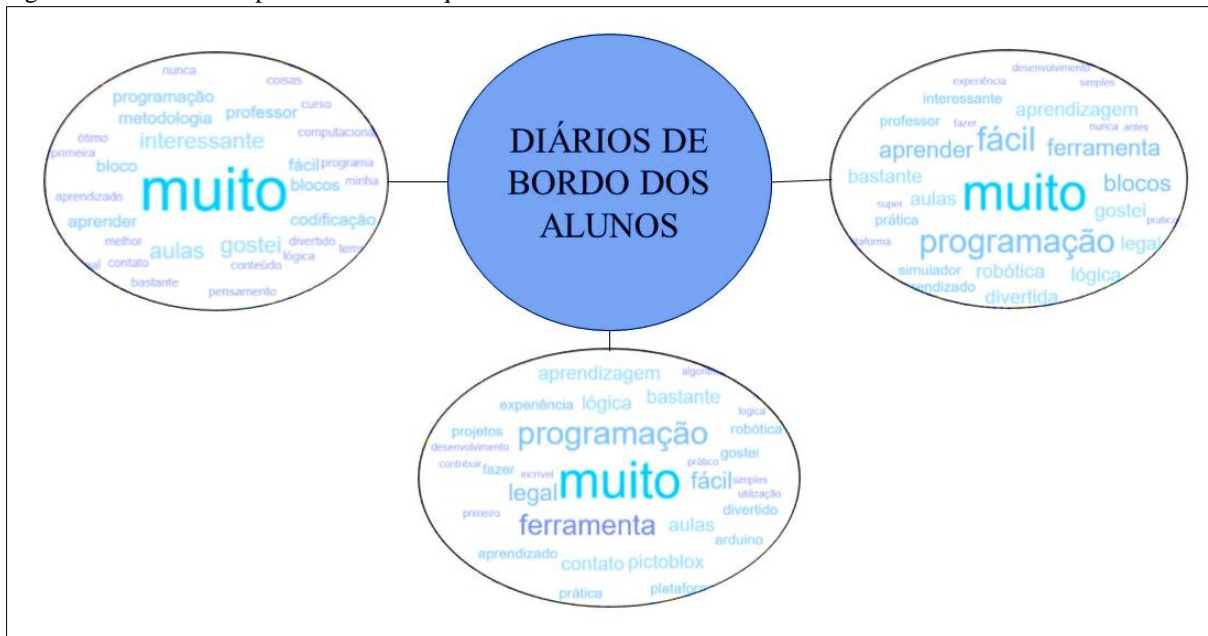 DIÁRIOS DE
BORDO DOS
ALUNOS
nunca
coisas
programação
curso
metodologia
professor
ótimo
computacional
primeira
interessante
bloco
fácil
programa
muito
blocos
minha
aprendizado
aprender
codificação
melhor
aulas
gostei
divertido
lógica
contato
conteúdo
bastante
pensamento
desenvolvimento
experiência
simples
interessante
aprendizagem
professor
fazer
nunca antes
aprender
fácil
ferramenta
bastante
muito
blocos
super
aulas
gostei
prática
programação
legal
simulador
robótica
lógica
divertida
aprendizagem
experiência
lógica
bastante
logica
projetos
programação
robótica
desenvolvimento
gostei
contribuir
fazer
incrível
muito
prático
fácil
simples
legal
utilização
divertido
primeiro
ferramenta
aulas
arduino
aprendizado
contato
pictoblox
prática